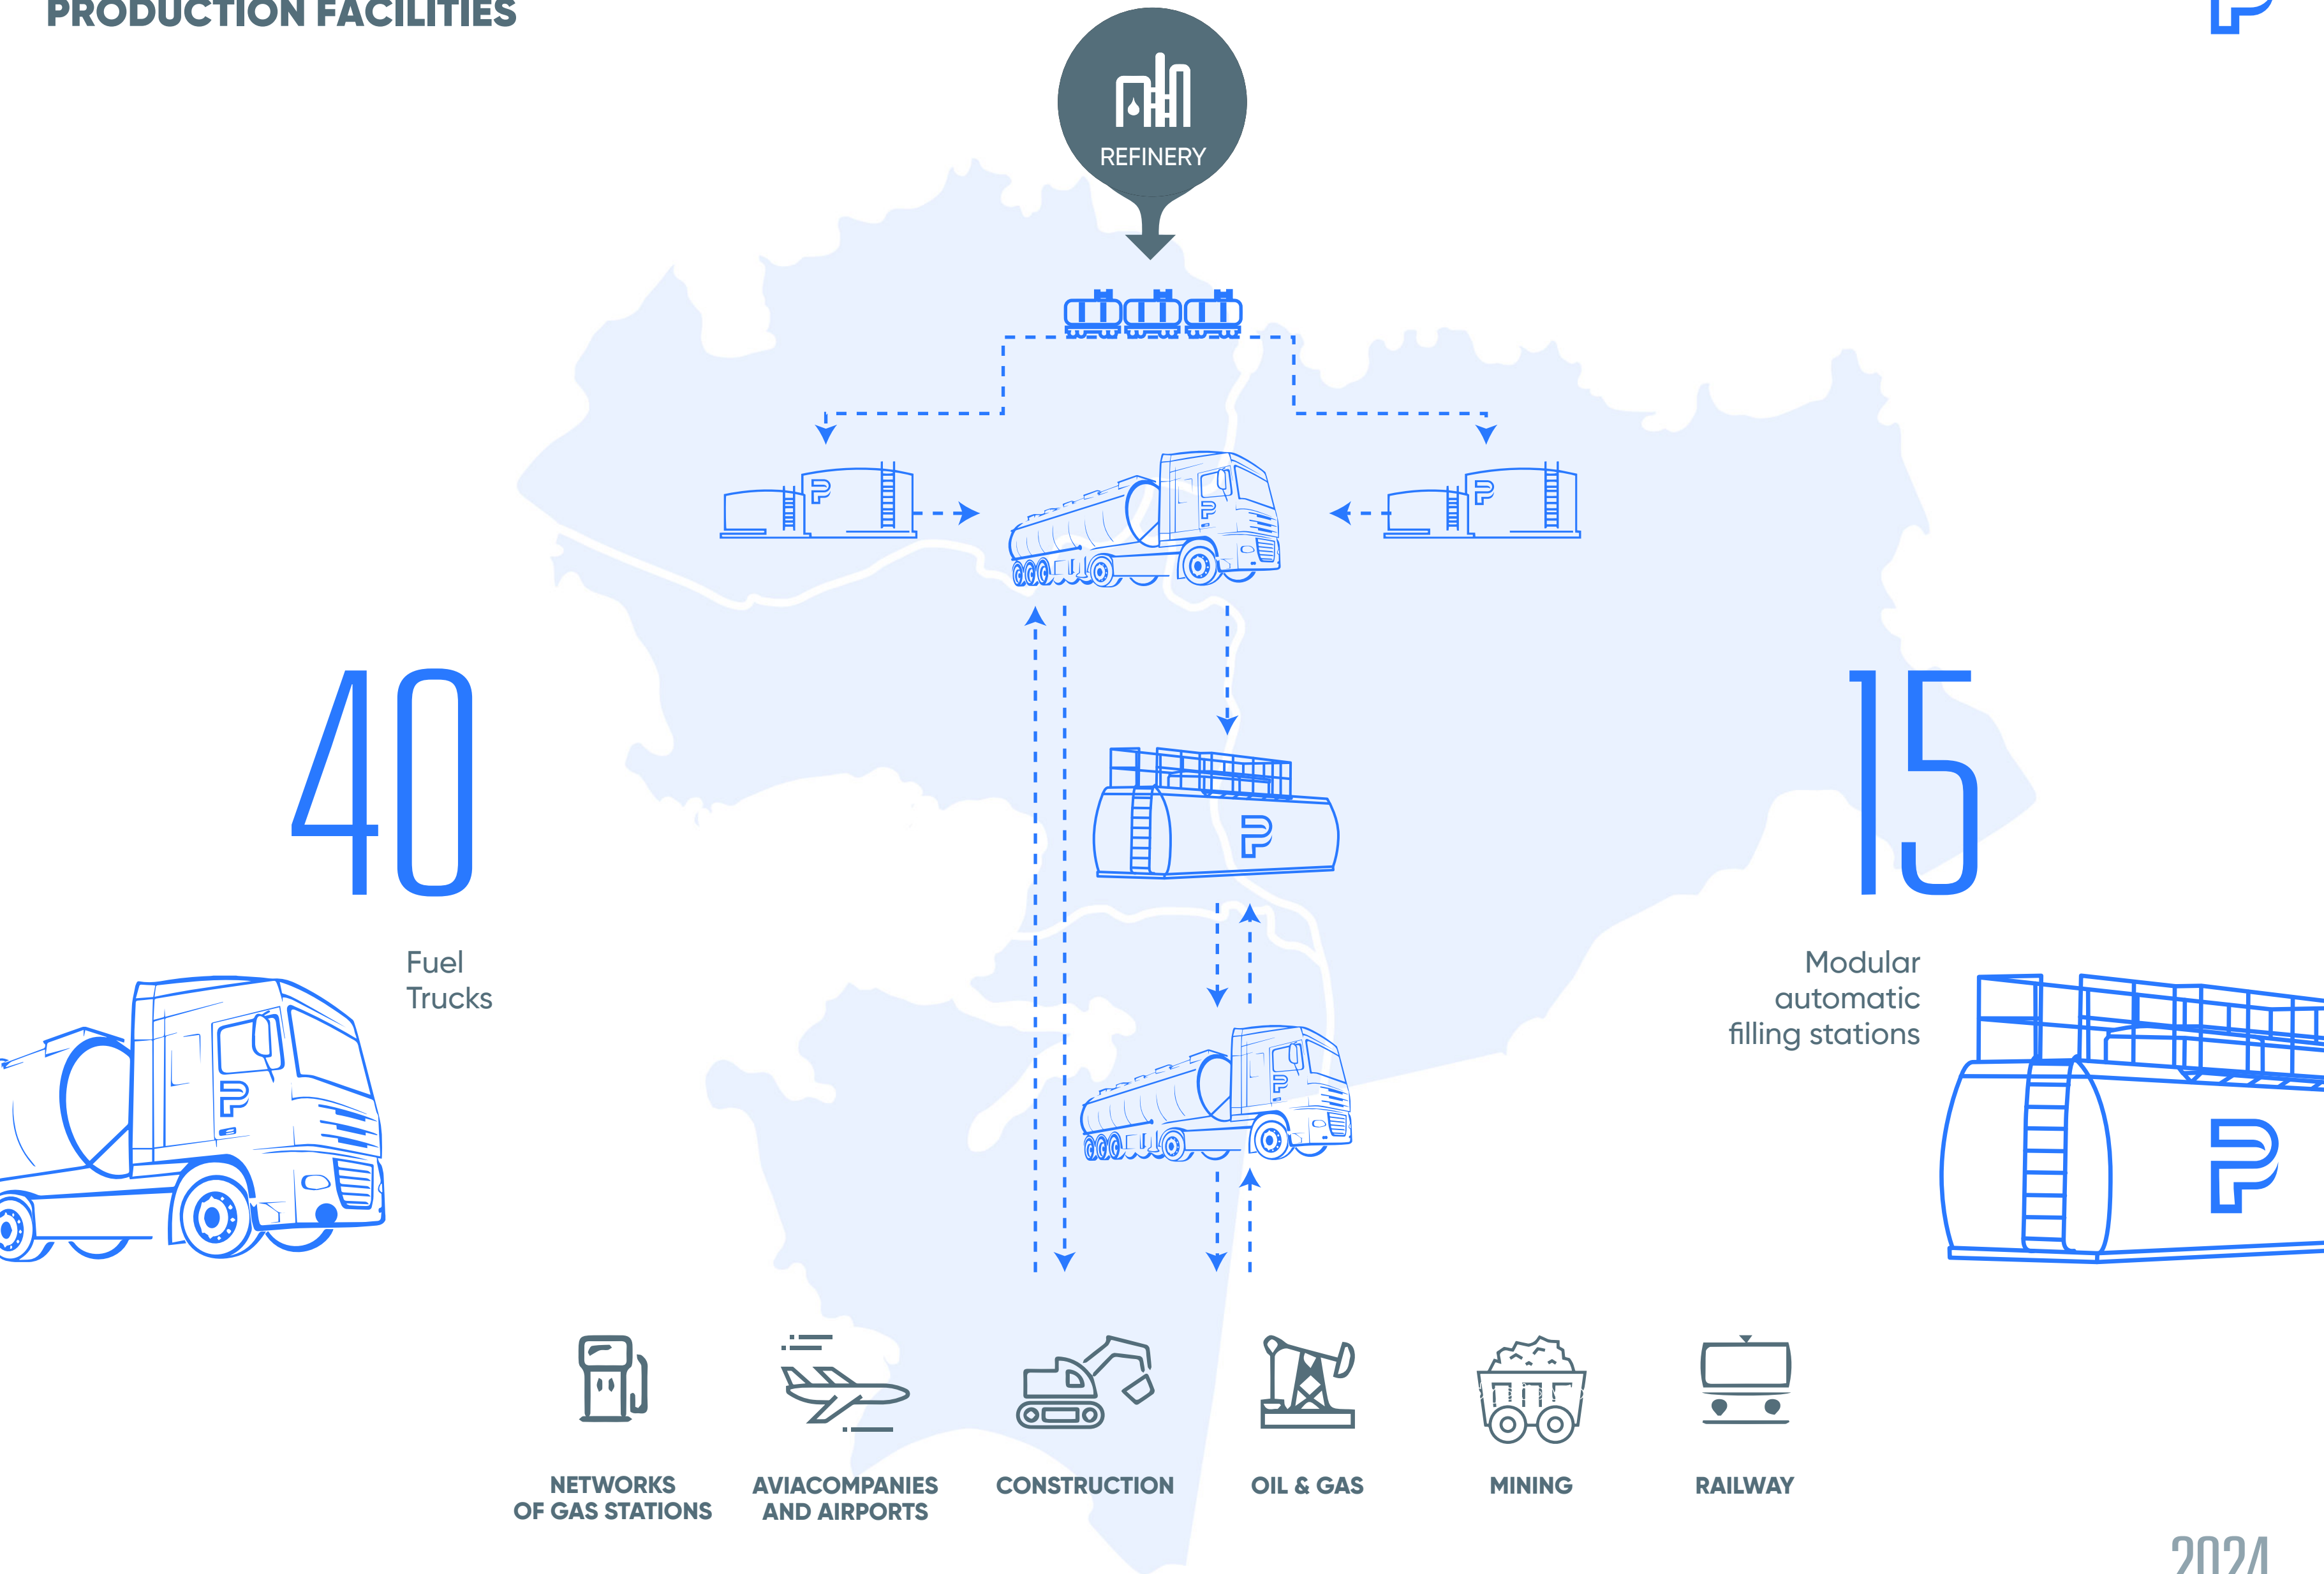 PRODUCTION FACILITIES
REFINERY
40
Fuel
Trucks
15
Modular
automatic
filling stations
NETWORKS
OF GAS STATIONS
AVIACOMPANIES
AND AIRPORTS
CONSTRUCTION
OIL & GAS
MINING
RAILWAY
2024